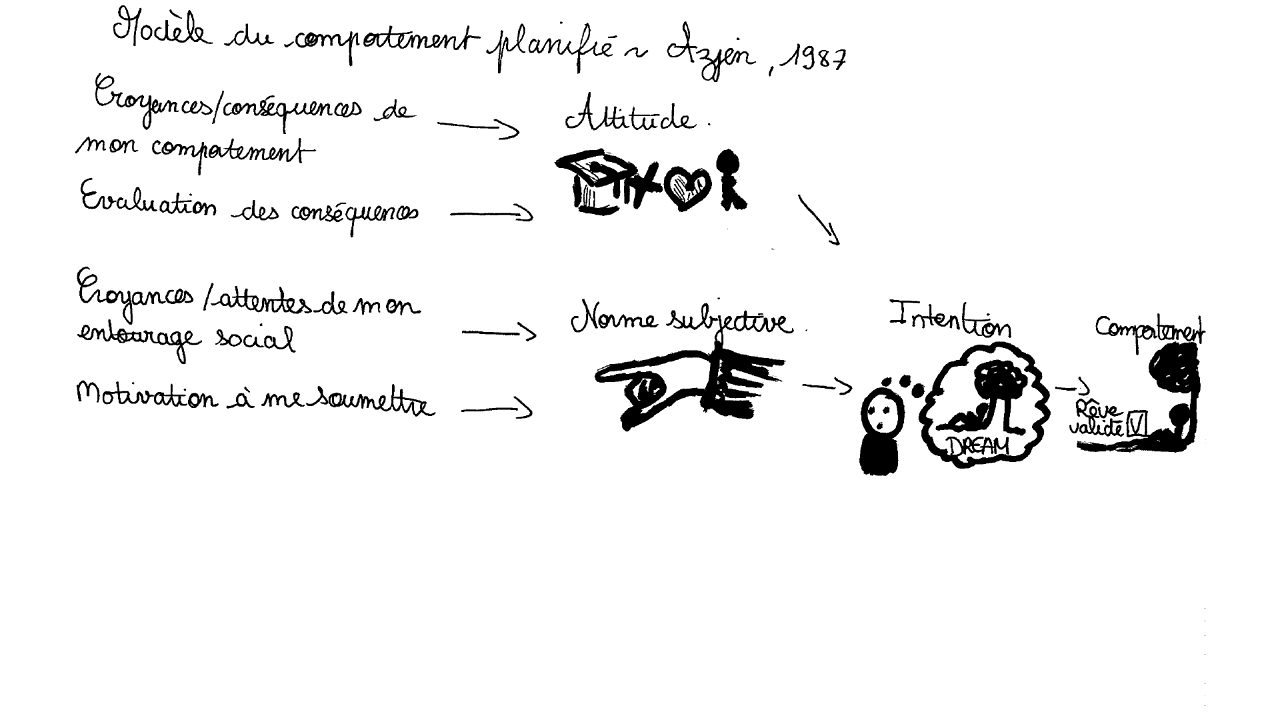 Modèle du comportement planifié ~ Azjen, 1987
Croyances/conséquences de
mon comportement
Attitude.
Evaluation des conséquences
Croyances/attentes de mon
entourage social
Norme subjective.
Intention
Comportement
Motivation à me soumettre
Rêve
validé V
DREAM